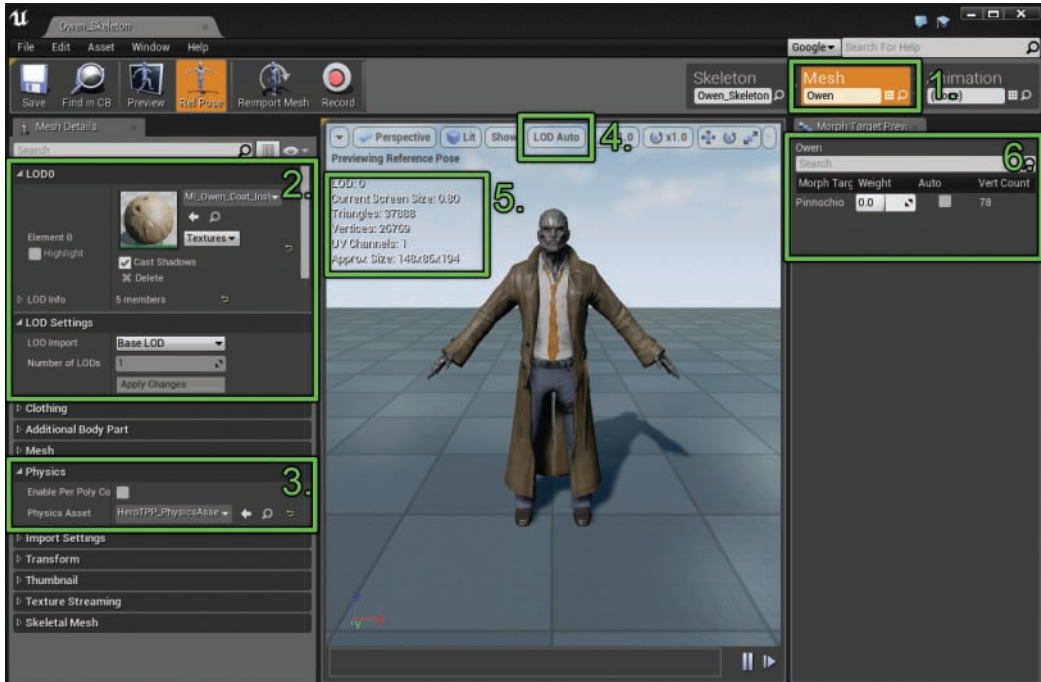 Owen_Skeleton
File Edit Asset Window Help
Google Search For Help
Save Find in CB Preview Ref Pose Reimport Mesh Record
Skeleton
Owen_Skeleton
Mesh
Owen
1.
Animation
Mesh Details
Search
2.
LOD0
MI_Owen_Coat_Inst
Textures
Element 0
Highlight
Cast Shadows
Delete
LOD Info 5 members
LOD Settings
LOD Import Base LOD
Number of LODs 1
Apply Changes
Clothing
Additional Body Part
Mesh
Physics
3.
Enable Per Poly Co
Physics Asset HeroTPP_PhysicsAsse
Import Settings
Transform
Thumbnail
Texture Streaming
Skeletal Mesh
Perspective Lit Show LOD Auto 4. x1.0
Previewing Reference Pose
5.
LOD: 0
Current Screen Size: 0.80
Triangles: 37888
Vertices: 26769
UV Channels: 1
Approx Size: 148x86x194
Z X Y
Morph Target Previ
6.
Owen
Search
Morph Targ Weight Auto Vert Count
Pinnochio 0.0 78